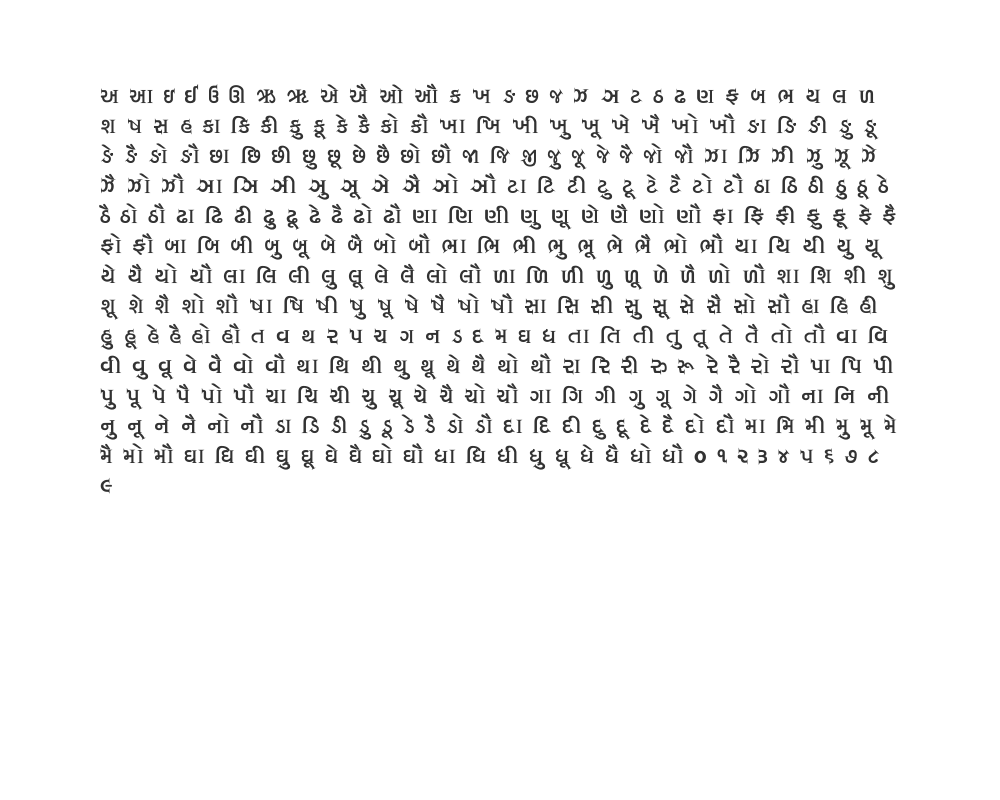 અ આ ઇ ઈ ઉ ઊ ઋ ૠ એ ઐ ઓ ઔ ક ખ ઙ છ જ ઝ ઞ ટ ઠ ઢ ણ ફ બ ભ ય લ ળ
શ ષ સ હ કા કિ કી કુ કૂ કે કૈ કો કૌ ખા ખિ ખી ખુ ખૂ ખે ખૈ ખો ખૌ ઙા ઙિ ઙી ઙુ ઙૂ
ઙે ઙૈ ઙો ઙૌ છા છિ છી છુ છૂ છે છૈ છો છૌ જા જિ જી જુ જૂ જે જૈ જો જૌ ઝા ઝિ ઝી ઝુ ઝૂ ઝે
ઝૈ ઝો ઝૌ ઞા ઞિ ઞી ઞુ ઞૂ ઞે ઞૈ ઞો ઞૌ ટા ટિ ટી ટુ ટૂ ટે ટૈ ટો ટૌ ઠા ઠિ ઠી ઠુ ઠૂ ઠે
ઠૈ ઠો ઠૌ ઢા ઢિ ઢી ઢુ ઢૂ ઢે ઢૈ ઢો ઢૌ ણા ણિ ણી ણુ ણૂ ણે ણૈ ણો ણૌ ફા ફિ ફી ફુ ફૂ ફે ફૈ
ફો ફૌ બા બિ બી બુ બૂ બે બૈ બો બૌ ભા ભિ ભી ભુ ભૂ ભે ભૈ ભો ભૌ યા યિ યી યુ યૂ
યે યૈ યો યૌ લા લિ લી લુ લૂ લે લૈ લો લૌ ળા ળિ ળી ળુ ળૂ ળે ળૈ ળો ળૌ શા શિ શી શુ
શૂ શે શૈ શો શૌ ષા ષિ ષી ષુ ષૂ ષે ષૈ ષો ષૌ સા સિ સી સુ સૂ સે સૈ સો સૌ હા હિ હી
હુ હૂ હે હૈ હો હૌ ત વ થ ર પ ચ ગ ન ડ દ મ ઘ ધ તા તિ તી તુ તૂ તે તૈ તો તૌ વા વિ
વી વુ વૂ વે વૈ વો વૌ થા થિ થી થુ થૂ થે થૈ થો થૌ રા રિ રી રુ રૂ રે રૈ રો રૌ પા પિ પી
પુ પૂ પે પૈ પો પૌ ચા ચિ ચી ચુ ચૂ ચે ચૈ ચો ચૌ ગા ગિ ગી ગુ ગૂ ગે ગૈ ગો ગૌ ના નિ ની
નુ નૂ ને નૈ નો નૌ ડા ડિ ડી ડુ ડૂ ડે ડૈ ડો ડૌ દા દિ દી દુ દૂ દે દૈ દો દૌ મા મિ મી મુ મૂ મે
મૈ મો મૌ ઘા ઘિ ઘી ઘુ ઘૂ ઘે ઘૈ ઘો ઘૌ ધા ધિ ધી ધુ ધૂ ધે ધૈ ધો ધૌ ૦ ૧ ૨ ૩ ૪ ૫ ૬ ૭ ૮
૯